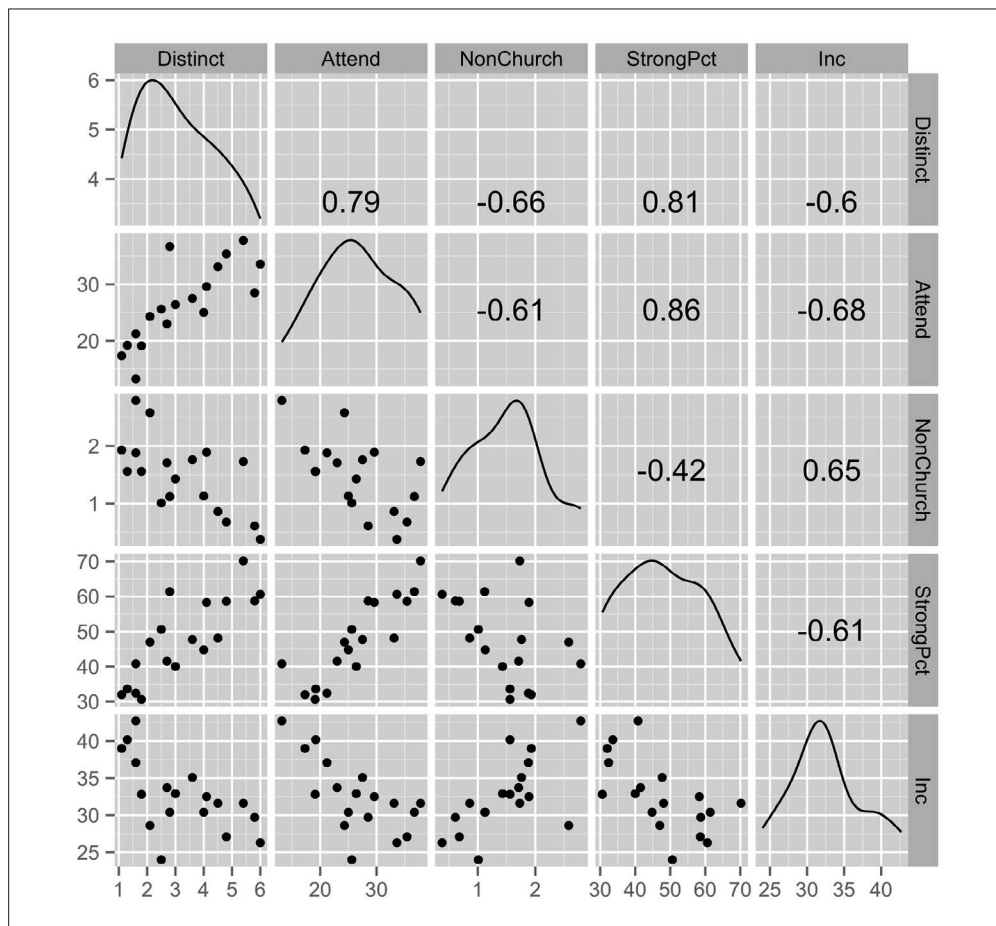 Distinct Attend NonChurch StrongPct Inc
6
5
4
0.79 -0.66 0.81 -0.6
Distinct
30
20
-0.61 0.86 -0.68
Attend
2
1
-0.42 0.65
NonChurch
70
60
50
40
30
-0.61
StrongPct
40
35
30
25
Inc
1 2 3 4 5 6 20 30 1 2 30 40 50 60 70 25 30 35 40